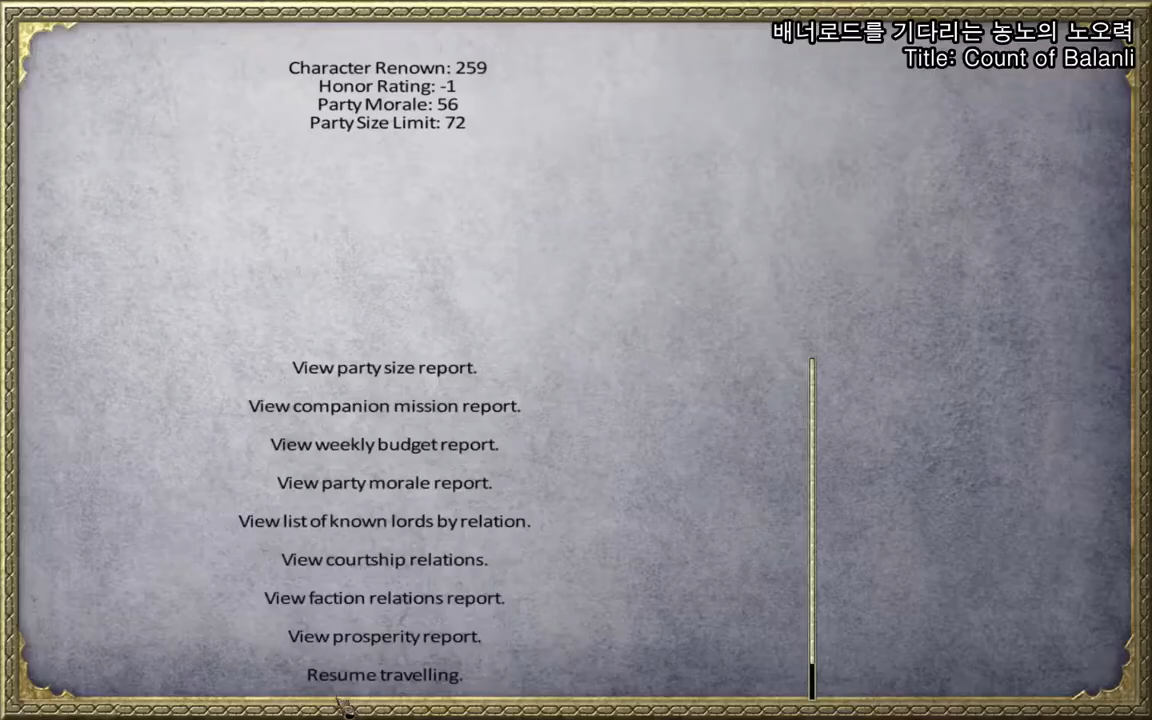 배너로드를 기다리는 농노의 노오력
Title: Count of Balanli
Character Renown: 259
Honor Rating: -1
Party Morale: 56
Party Size Limit: 72
View party size report.
View companion mission report.
View weekly budget report.
View party morale report.
View list of known lords by relation.
View courtship relations.
View faction relations report.
View prosperity report.
Resume travelling.